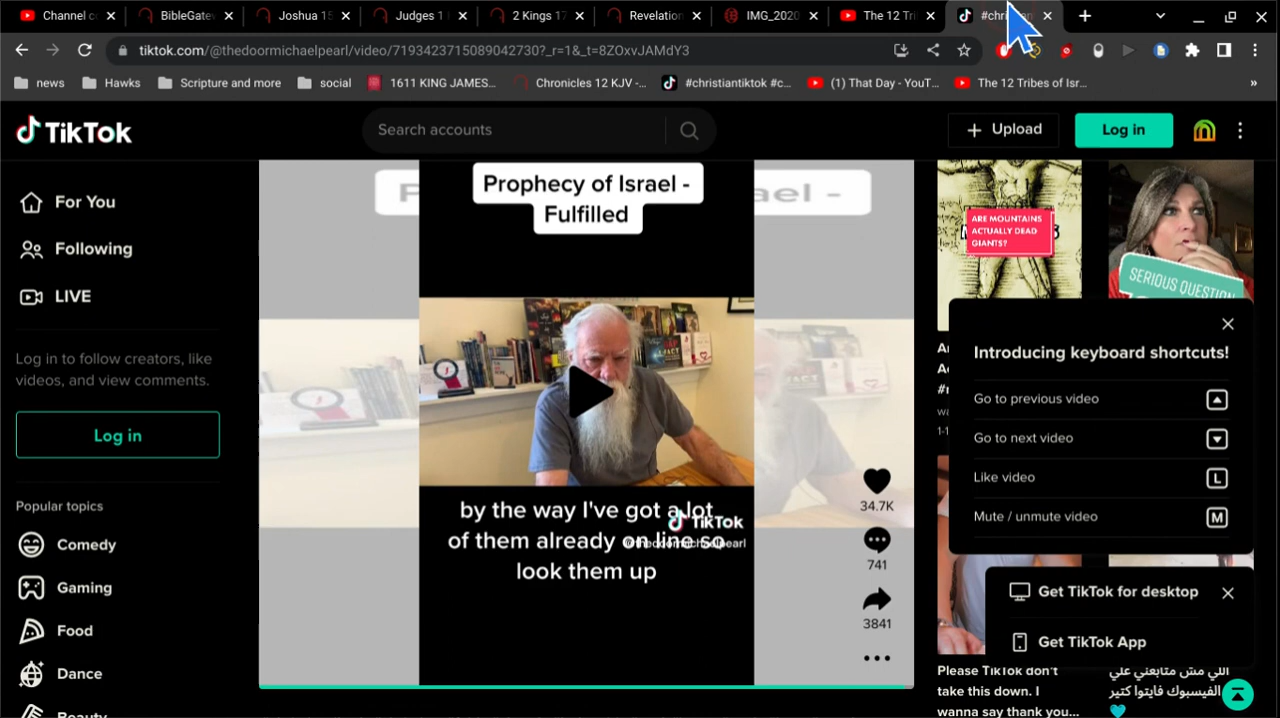 Channel c
BibleGatew
Joshua 15
Judges 1
2 Kings 17
Revelation
IMG_2020
The 12 Tri
tiktok.com/@thedoormichaelpearl/video/7193423715089042730?_r=1&_t=8ZOxvJAMdY3
news
Hawks
Scripture and more
social
1611 KING JAMES...
Chronicles 12 KJV -...
#christiantiktok #c...
(1) That Day - YouT...
The 12 Tribes of Isr...
»
TikTok
Search accounts
Upload
Log in
For You
Following
LIVE
Log in to follow creators, like
videos, and view comments.
Log in
Popular topics
Comedy
Gaming
Food
Dance
Beauty
Prophecy of Israel -
Fulfilled
by the way I've got a lot
of them already on line so
look them up
TikTok
@thedoormichaelpearl
34.7K
741
3841
ARE MOUNTAINS
ACTUALLY DEAD
GIANTS?
SERIOUS QUESTION
Introducing keyboard shortcuts!
Go to previous video
Go to next video
Like video
L
Mute / unmute video
M
Get TikTok for desktop
Get TikTok App
Please TikTok don't
take this down. I
wanna say thank you...
اللي مش متابعني علي
الفيسبوك فايتوا كتير